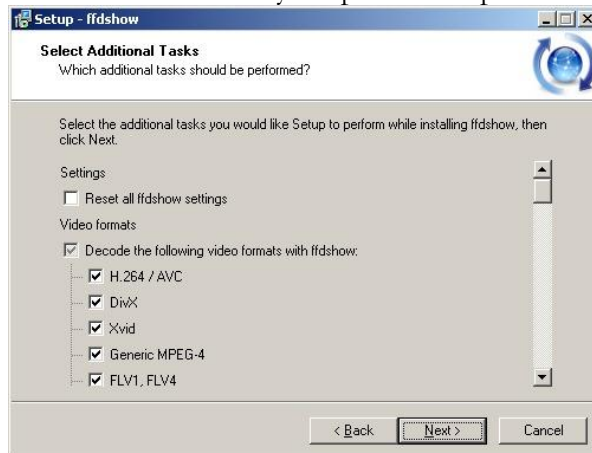 Setup - ffdshow
Select Additional Tasks
Which additional tasks should be performed?
Select the additional tasks you would like Setup to perform while installing ffdshow, then
click Next.
Settings
Reset all ffdshow settings
Video formats
Decode the following video formats with ffdshow:
H.264 / AVC
DivX
Xvid
Generic MPEG-4
FLV1, FLV4
< Back
Next >
Cancel